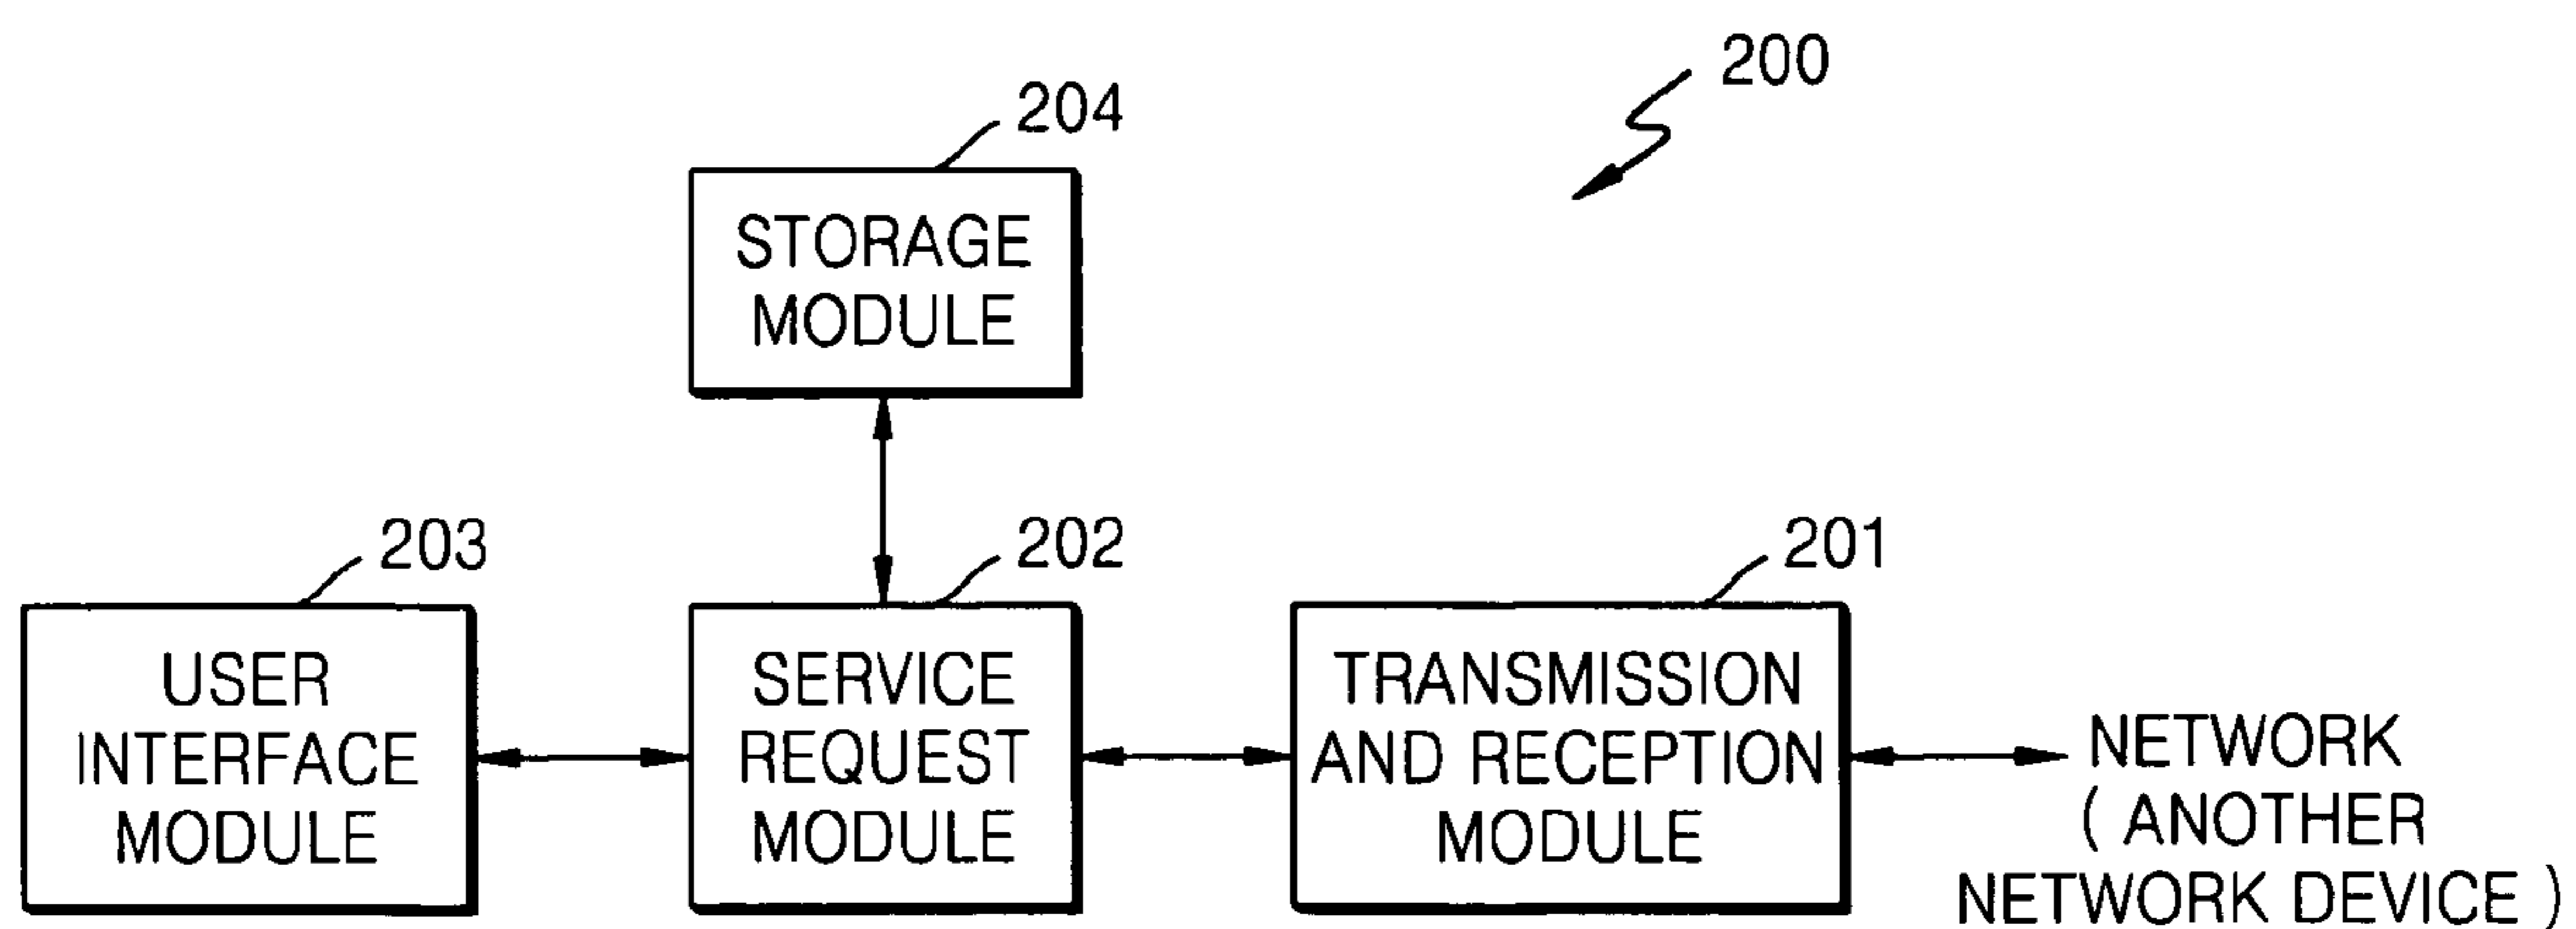 200
204
STORAGE
MODULE
203
202
201
USER
INTERFACE
MODULE
SERVICE
REQUEST
MODULE
TRANSMISSION
AND RECEPTION
MODULE
NETWORK
( ANOTHER
NETWORK DEVICE )